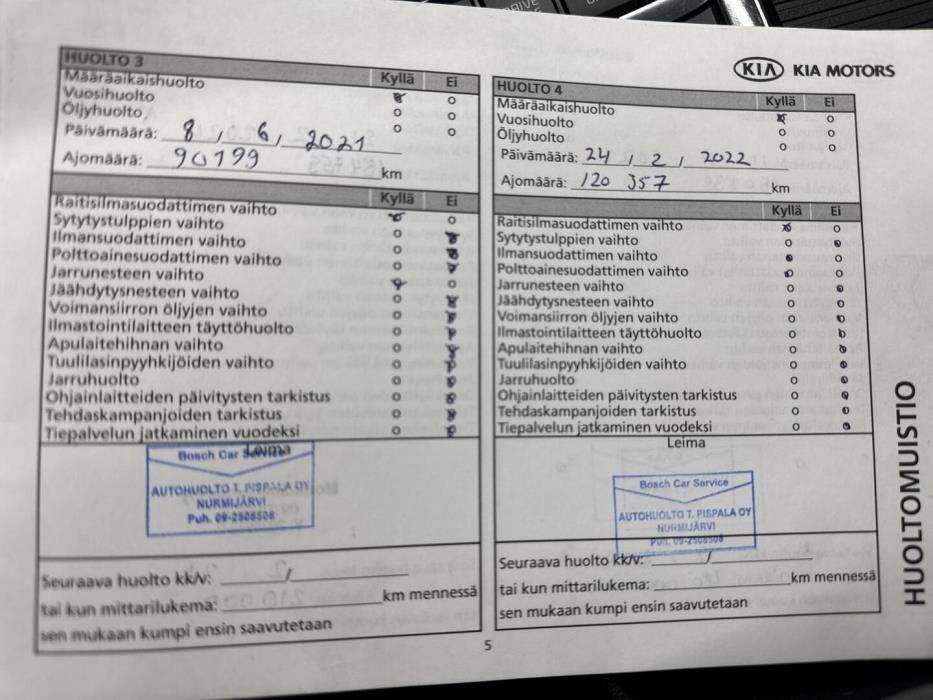 KIA KIA MOTORS
HUOLTO 3
Kyllä Ei
Määräaikaishuolto
Vuosihuolto
Öljyhuolto
Päivämäärä: 8, 6, 2021
Ajomäärä: 90199 km
Kyllä Ei
Raitisilmasuodattimen vaihto
Sytytystulppien vaihto
Ilmansuodattimen vaihto
Polttoainesuodattimen vaihto
Jarrunesteen vaihto
Jäähdytysnesteen vaihto
Voimansiirron öljyjen vaihto
Ilmastointilaitteen täyttöhuolto
Apulaitehihnan vaihto
Tuulilasinpyyhkijöiden vaihto
Jarruhuolto
Ohjainlaitteiden päivitysten tarkistus
Tehdaskampanjoiden tarkistus
Tiepalvelun jatkaminen vuodeksi
Leima
Bosch Car Service
AUTOHUOLTO T. PISPALA OY
NURMIJÄRVI
Puh. 09-2508508
Seuraava huolto kk/v: /
tai kun mittarilukema: km mennessä
sen mukaan kumpi ensin saavutetaan
HUOLTO 4
Kyllä Ei
Määräaikaishuolto
Vuosihuolto
Öljyhuolto
Päivämäärä: 24, 2, 2022
Ajomäärä: 120 357 km
Kyllä Ei
Raitisilmasuodattimen vaihto
Sytytystulppien vaihto
Ilmansuodattimen vaihto
Polttoainesuodattimen vaihto
Jarrunesteen vaihto
Jäähdytysnesteen vaihto
Voimansiirron öljyjen vaihto
Ilmastointilaitteen täyttöhuolto
Apulaitehihnan vaihto
Tuulilasinpyyhkijöiden vaihto
Jarruhuolto
Ohjainlaitteiden päivitysten tarkistus
Tehdaskampanjoiden tarkistus
Tiepalvelun jatkaminen vuodeksi
Leima
Bosch Car Service
AUTOHUOLTO T. PISPALA OY
NURMIJÄRVI
Puh. 09-2508508
Seuraava huolto kk/v: /
tai kun mittarilukema: km mennessä
sen mukaan kumpi ensin saavutetaan
HUOLTOMUISTIO
5